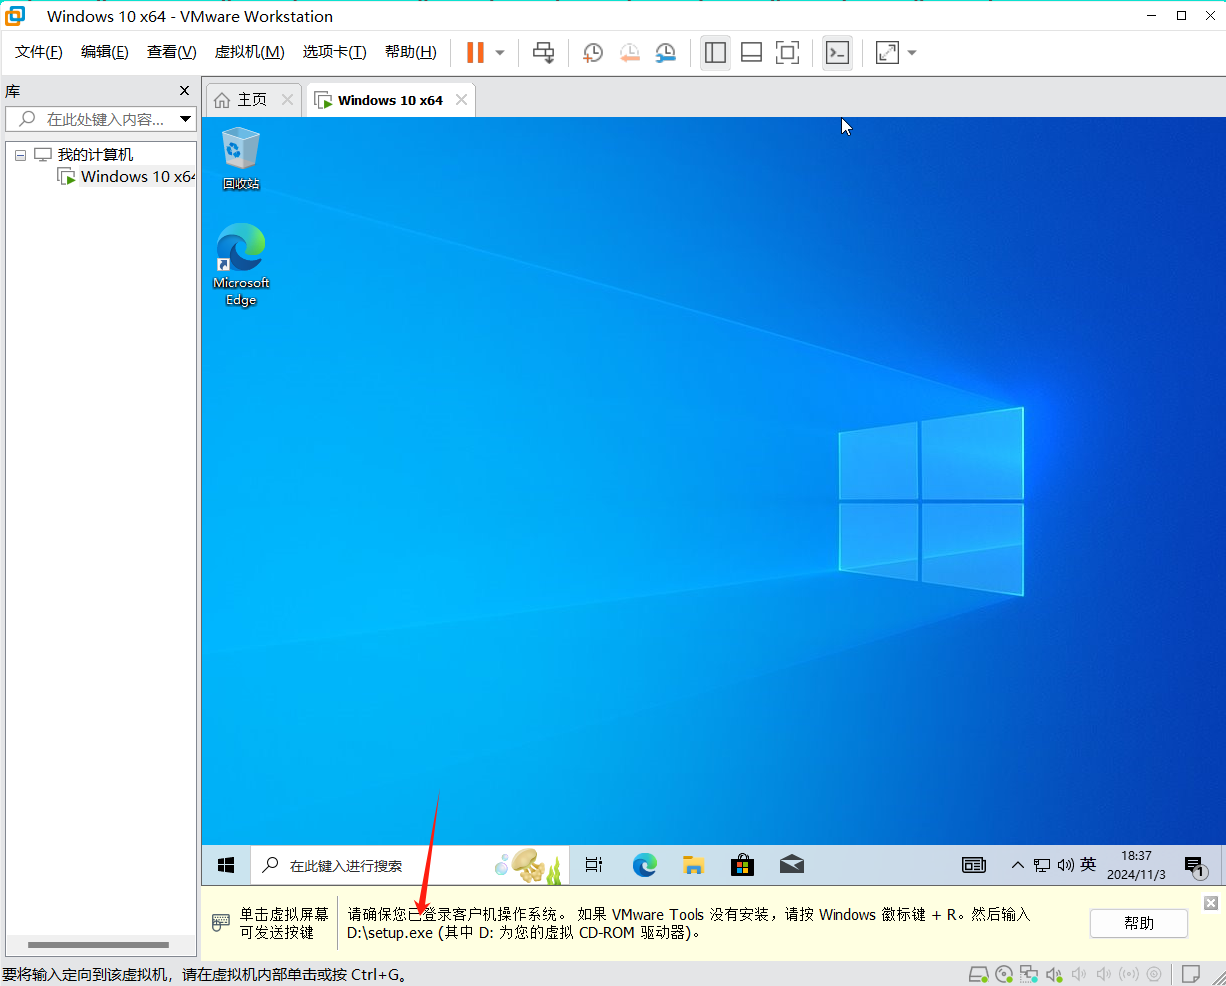 Windows 10 x64 - VMware Workstation
文件(F) 编辑(E) 查看(V) 虚拟机(M) 选项卡(T) 帮助(H)
库
主页
Windows 10 x64
在此处键入内容...
我的计算机
Windows 10 x64
回收站
Microsoft
Edge
在此键入进行搜索
英
18:37
2024/11/3
1
单击虚拟屏幕
可发送按键
请确保您已登录客户机操作系统。 如果 VMware Tools 没有安装，请按 Windows 徽标键 + R。然后输入
D:\setup.exe (其中 D: 为您的虚拟 CD-ROM 驱动器)。
帮助
要将输入定向到该虚拟机，请在虚拟机内部单击或按 Ctrl+G。